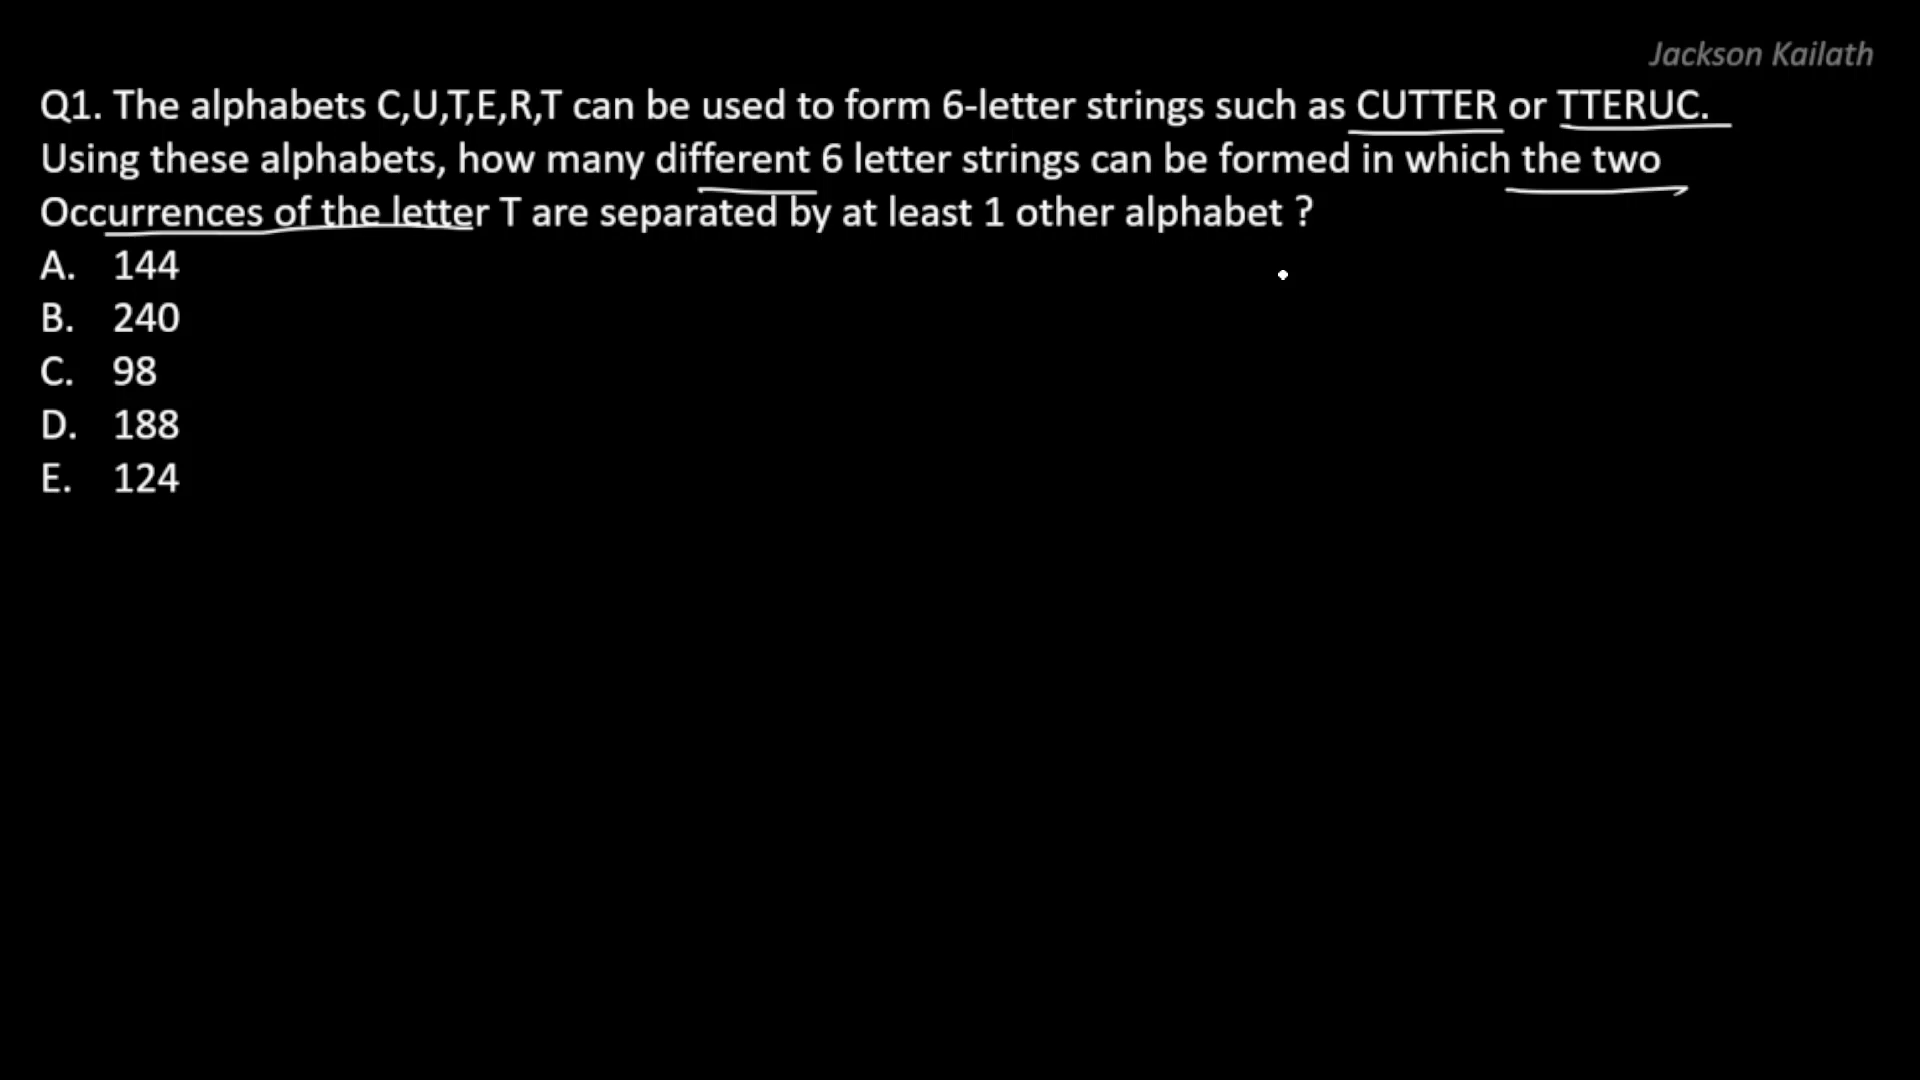 Jackson Kailath
Q1. The alphabets C,U,T,E,R,T can be used to form 6-letter strings such as CUTTER or TTERUC.
Using these alphabets, how many different 6 letter strings can be formed in which the two
Occurrences of the letter T are separated by at least 1 other alphabet ?
A. 144
B. 240
C. 98
D. 188
E. 124